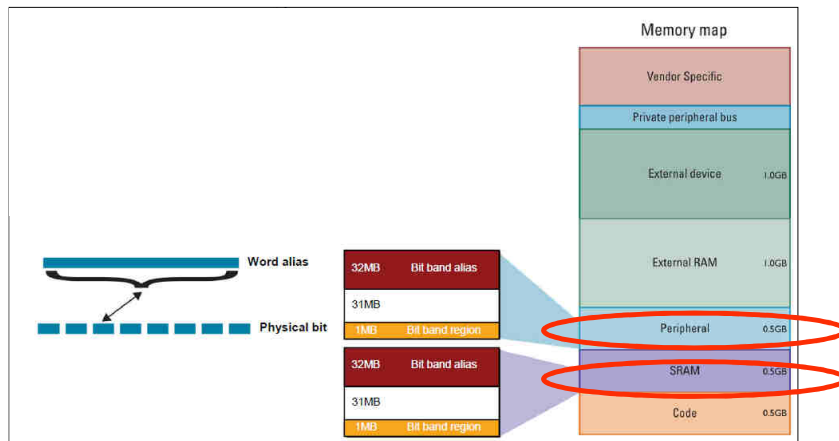 Memory map
Vendor Specific
Private peripheral bus
External device 1.0GB
External RAM 1.0GB
Peripheral 0.5GB
SRAM 0.5GB
Code 0.5GB
Word alias
Physical bit
32MB Bit band alias
31MB
1MB Bit band region
32MB Bit band alias
31MB
1MB Bit band region